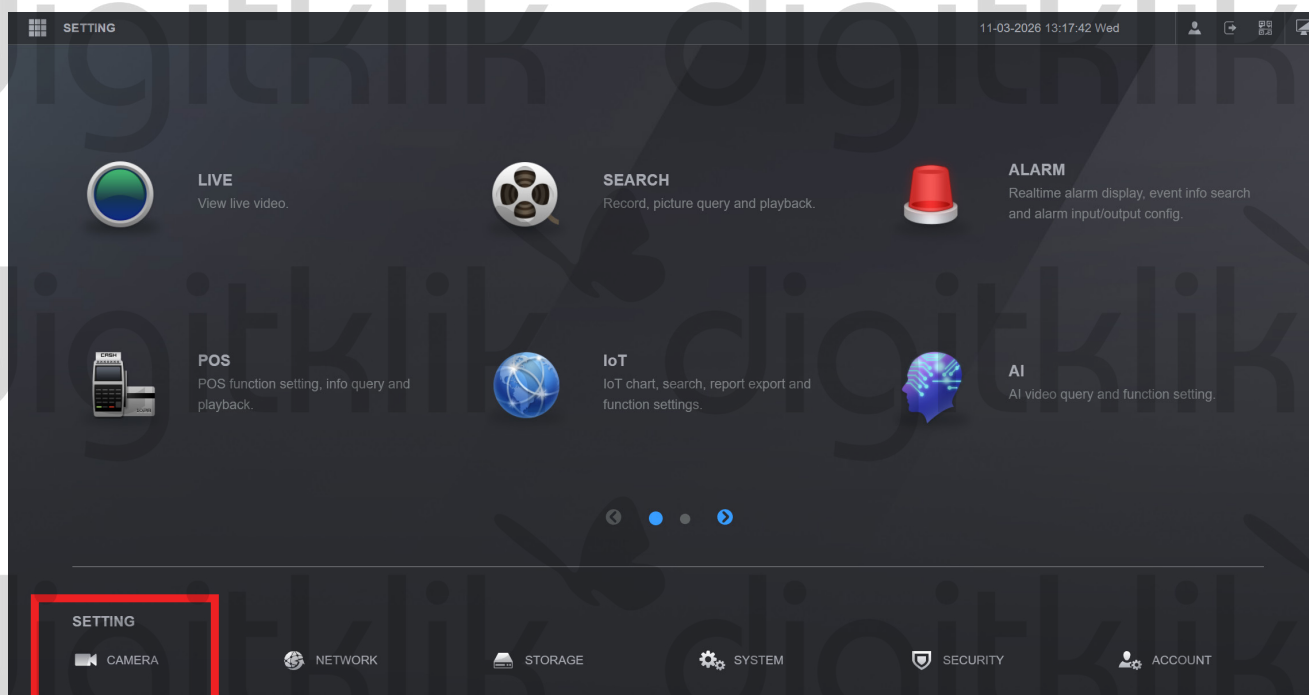 SETTING
11-03-2026 13:17:42 Wed
LIVE
View live video.
SEARCH
Record, picture query and playback.
ALARM
Realtime alarm display, event info search
and alarm input/output config.
POS
POS function setting, info query and
playback.
IoT
IoT chart, search, report export and
function settings.
AI
AI video query and function setting.
SETTING
CAMERA
NETWORK
STORAGE
SYSTEM
SECURITY
ACCOUNT
digitklik